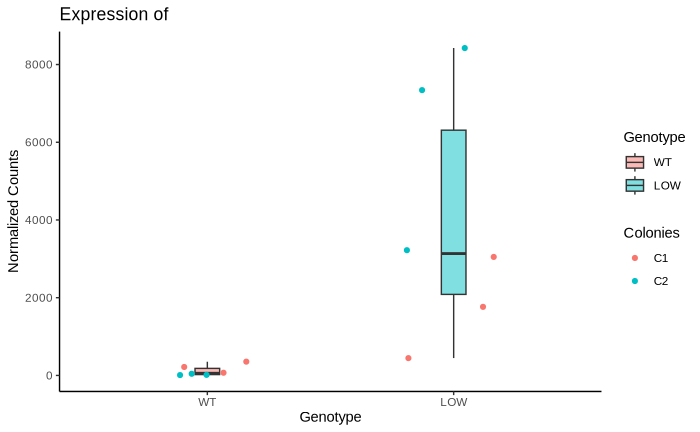 Expression of
Normalized Counts
8000
6000
4000
2000
0
WT
LOW
Genotype
Genotype
WT
LOW
Colonies
C1
C2